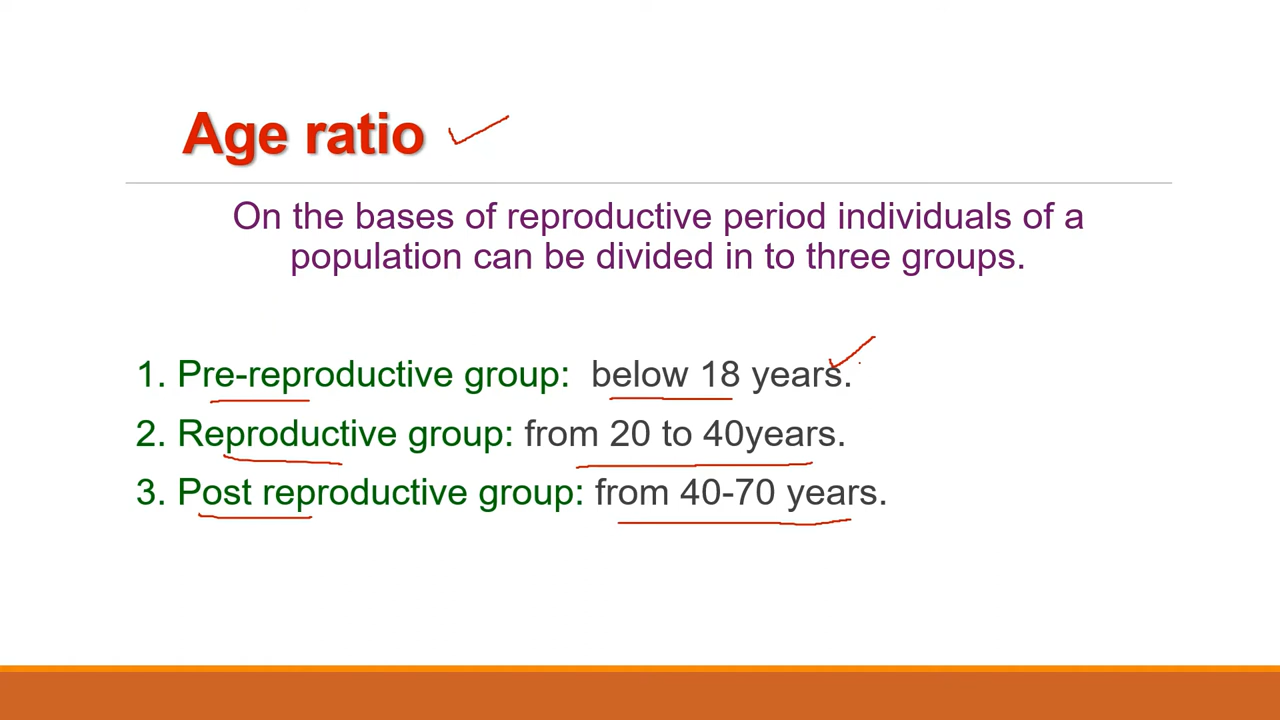 Age ratio
On the bases of reproductive period individuals of a
population can be divided in to three groups.
1. Pre-reproductive group:  below 18 years.
2. Reproductive group: from 20 to 40years.
3. Post reproductive group: from 40-70 years.